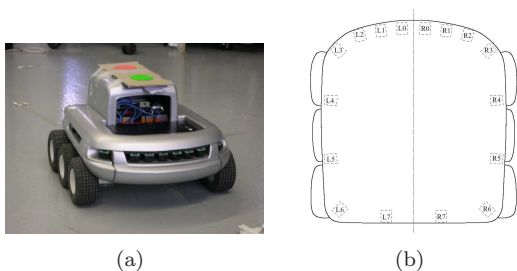 L2 L1 L0 R0 R1 R2
L3 R3
L4 R4
L5 R5
L6 R6
L7 R7
(a) (b)